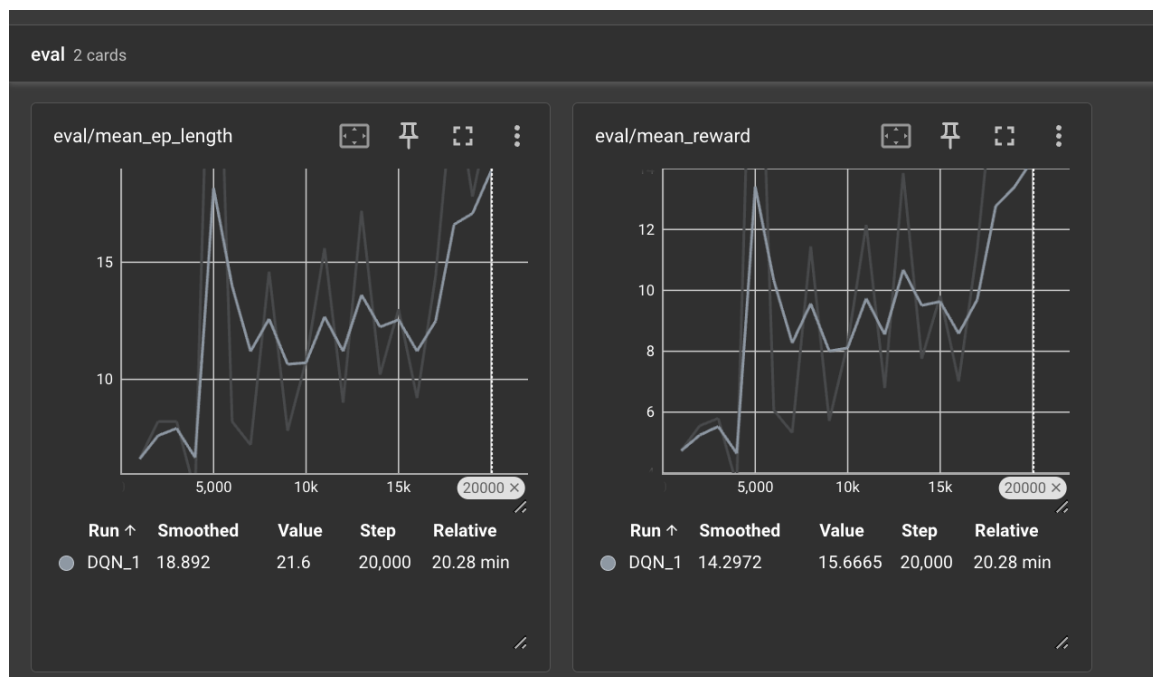 eval 2 cards
eval/mean_ep_length
15
10
5,000 10k 15k 20000 ×
Run ↑ Smoothed Value Step Relative
DQN_1 18.892 21.6 20,000 20.28 min
eval/mean_reward
12
10
8
6
5,000 10k 15k 20000 ×
Run ↑ Smoothed Value Step Relative
DQN_1 14.2972 15.6665 20,000 20.28 min